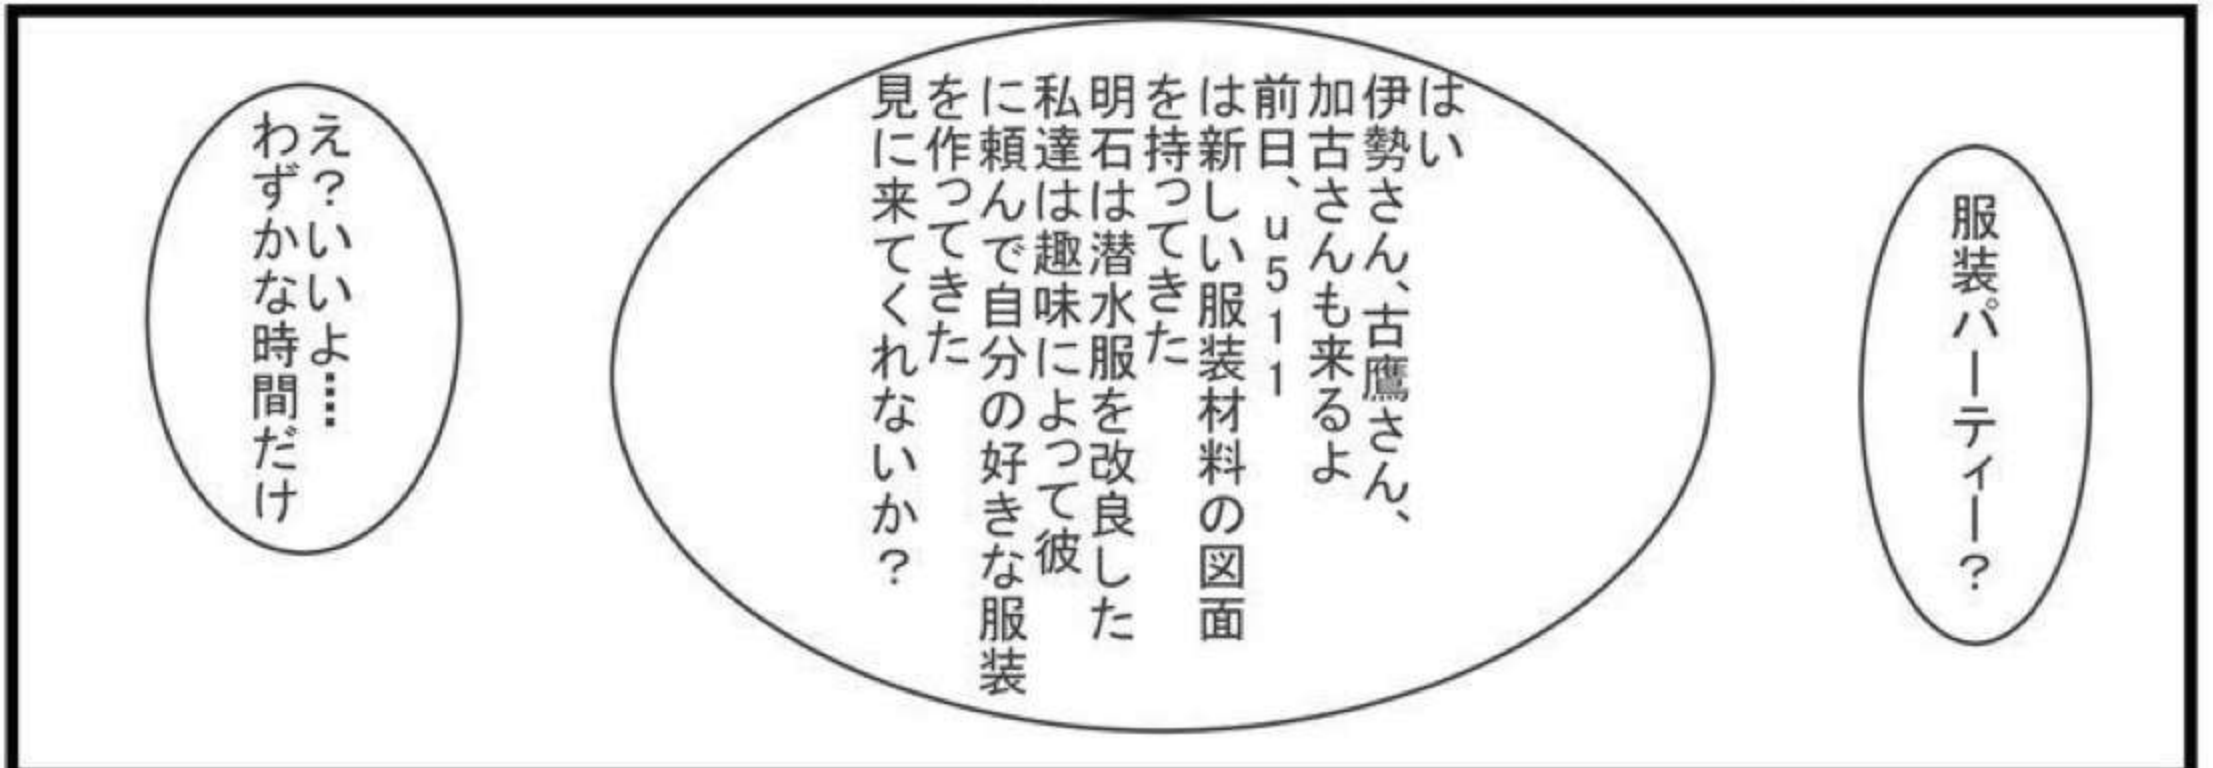 服装パーティー？
はい
伊勢さん、古鷹さん、
加古さんも来るよ
前日、u511
は新しい服装材料の図面
を持ってきた
明石は潜水服を改良した
私達は趣味によって彼
に頼んで自分の好きな服装
を作ってきた
見に来てくれないか？
え？いいよ……
わずかな時間だけ